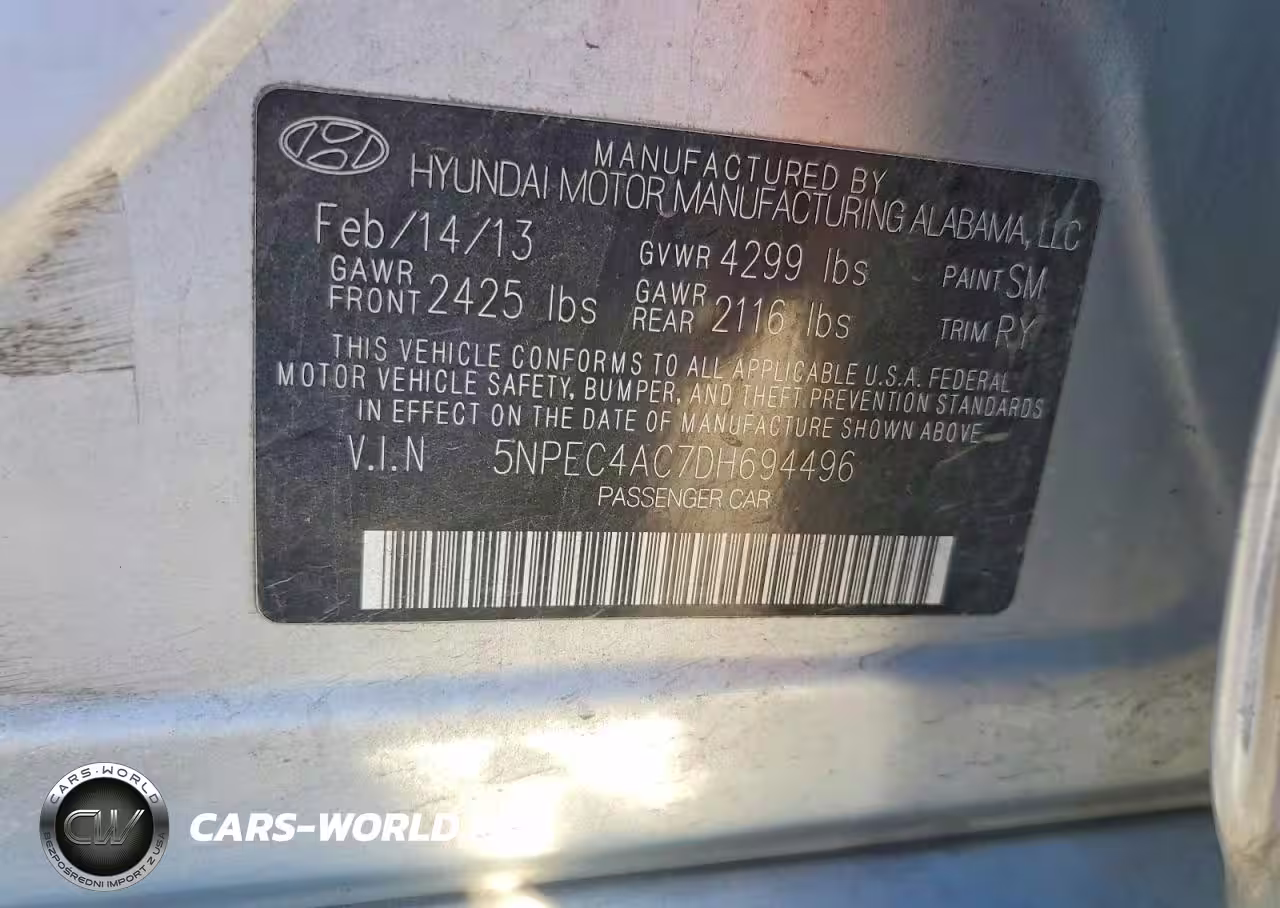 MANUFACTURED BY
HYUNDAI MOTOR MANUFACTURING ALABAMA, LLC
Feb/14/13 GVWR 4299 lbs PAINT SM
GAWR FRONT 2425 lbs GAWR REAR 2116 lbs TRIM RY
THIS VEHICLE CONFORMS TO ALL APPLICABLE U.S.A. FEDERAL
MOTOR VEHICLE SAFETY, BUMPER, AND THEFT PREVENTION STANDARDS
IN EFFECT ON THE DATE OF MANUFACTURE SHOWN ABOVE
V.I.N 5NPEC4AC7DH694496
PASSENGER CAR
CARS-WORLD
CW
BEZPOŚREDNI IMPORT Z USA
CARS-WORLD